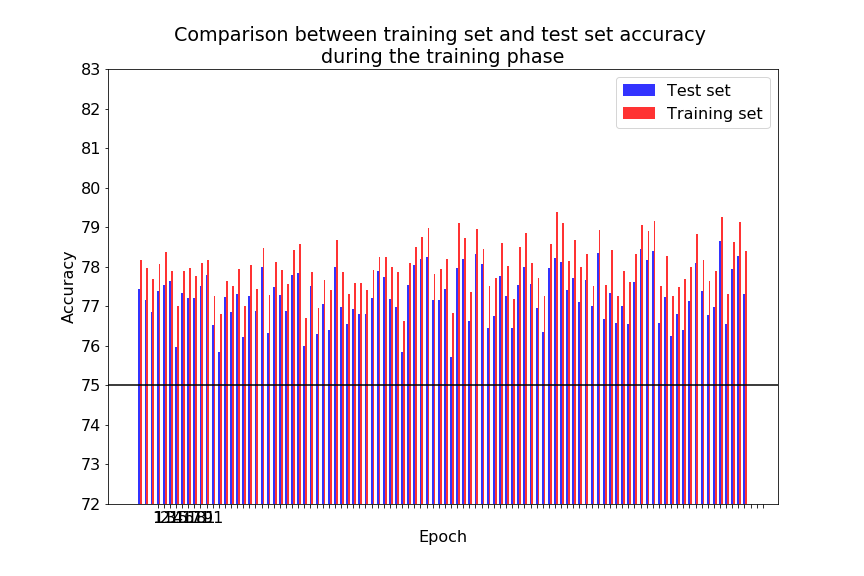 Comparison between training set and test set accuracy
during the training phase
83
82
81
80
79
78
77
76
75
74
73
72
Accuracy
Test set
Training set
Epoch